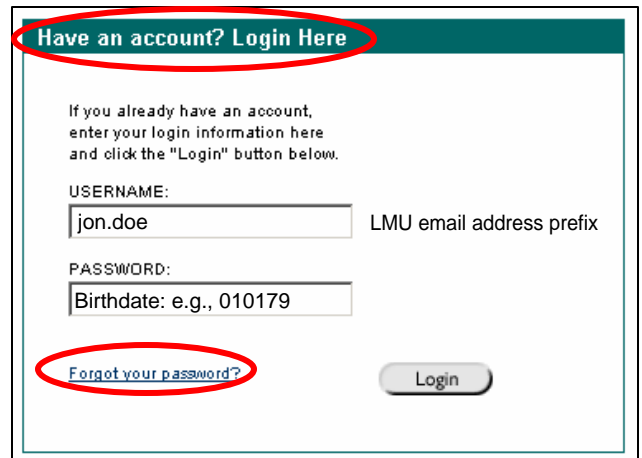 Have an account? Login Here
If you already have an account,
enter your login information here
and click the "Login" button below.
USERNAME:
jon.doe
LMU email address prefix
PASSWORD:
Birthdate: e.g., 010179
Forgot your password?
Login